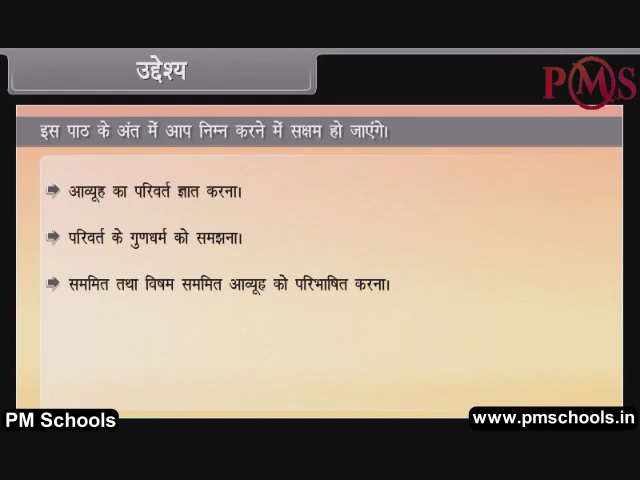 उद्देश्य
PMS
इस पाठ के अंत में आप निम्न करने में सक्षम हो जाएंगे।
आव्यूह का परिवर्त ज्ञात करना।
परिवर्त के गुणधर्म को समझना।
सममित तथा विषम सममित आव्यूह को परिभाषित करना।
PM Schools
www.pmschools.in